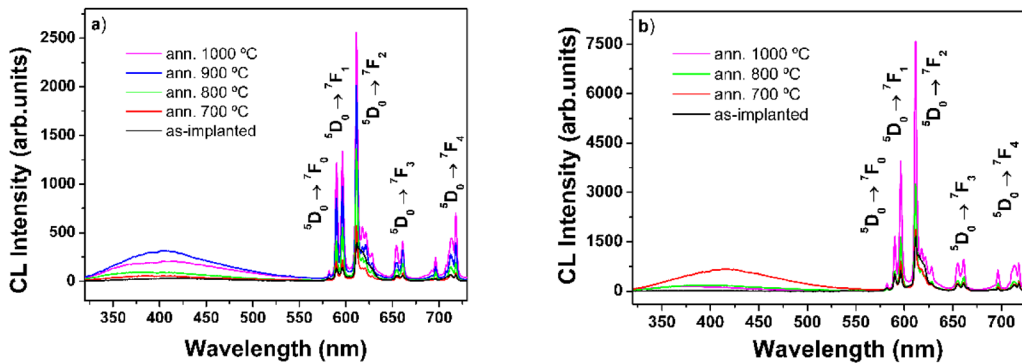 a)
ann. 1000 ºC
ann. 900 ºC
ann. 800 ºC
ann. 700 ºC
as-implanted
⁵D₀→⁷F₀
⁵D₀→⁷F₁
⁵D₀→⁷F₂
⁵D₀→⁷F₃
⁵D₀→⁷F₄
CL Intensity (arb.units)
2500
2000
1500
1000
500
0
350 400 450 500 550 600 650 700
Wavelength (nm)
b)
ann. 1000 ºC
ann. 800 ºC
ann. 700 ºC
as-implanted
⁵D₀→⁷F₀
⁵D₀→⁷F₁
⁵D₀→⁷F₂
⁵D₀→⁷F₃
⁵D₀→⁷F₄
CL Intensity (arb.units)
7500
6000
4500
3000
1500
0
350 400 450 500 550 600 650 700
Wavelength (nm)